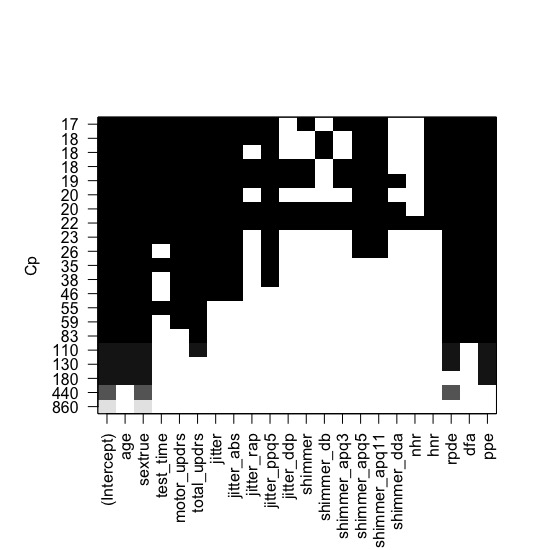 Cp
17
18
18
18
19
20
20
22
23
26
35
38
46
55
59
83
110
130
180
440
860
(Intercept)
age
sextrue
test_time
motor_updrs
total_updrs
jitter
jitter_abs
jitter_rap
jitter_ppq5
jitter_ddp
shimmer
shimmer_db
shimmer_apq3
shimmer_apq5
shimmer_apq11
shimmer_dda
nhr
hnr
rpde
dfa
ppe